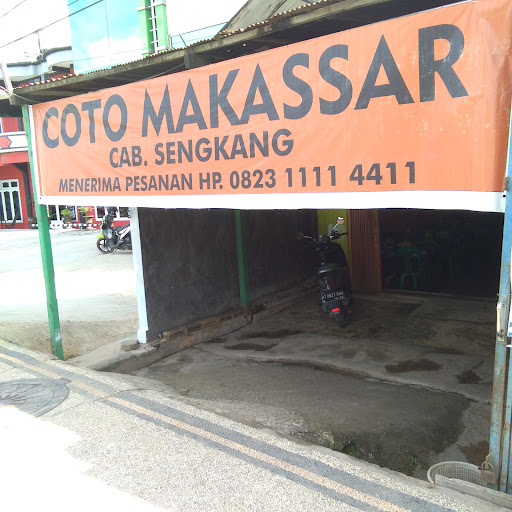 COTO MAKASSAR
CAB. SENGKANG
MENERIMA PESANAN HP. 0823 1111 4411